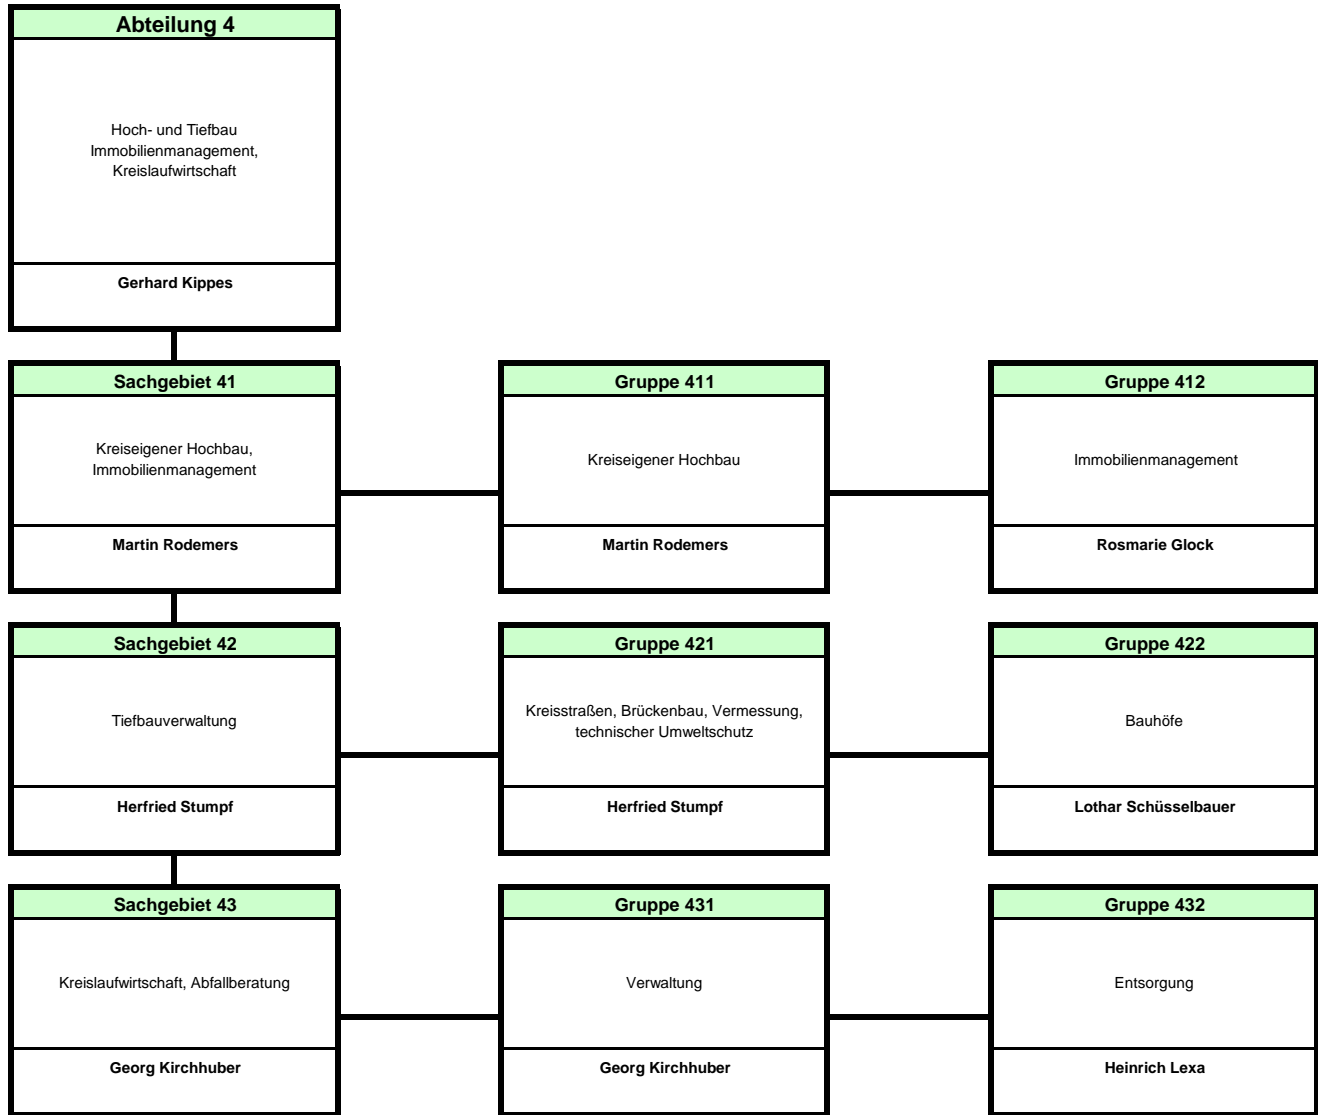 Abteilung 4
Hoch- und Tiefbau
Immobilienmanagement,
Kreislaufwirtschaft
Gerhard Kippes
Sachgebiet 41
Kreiseigener Hochbau,
Immobilienmanagement
Martin Rodemers
Gruppe 411
Kreiseigener Hochbau
Martin Rodemers
Gruppe 412
Immobilienmanagement
Rosmarie Glock
Sachgebiet 42
Tiefbauverwaltung
Herfried Stumpf
Gruppe 421
Kreisstraßen, Brückenbau, Vermessung,
technischer Umweltschutz
Herfried Stumpf
Gruppe 422
Bauhöfe
Lothar Schüsselbauer
Sachgebiet 43
Kreislaufwirtschaft, Abfallberatung
Georg Kirchhuber
Gruppe 431
Verwaltung
Georg Kirchhuber
Gruppe 432
Entsorgung
Heinrich Lexa